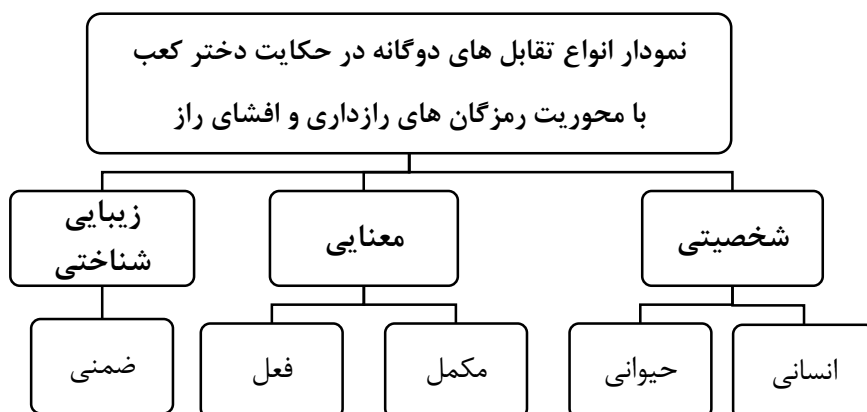 نمودار انواع تقابل های دوگانه در حکایت دختر کعب
با محوریت رمزگان های رازداری و افشای راز
شخصیتی
معنایی
زیبایی
شناختی
انسانی
حیوانی
مکمل
فعل
ضمنی